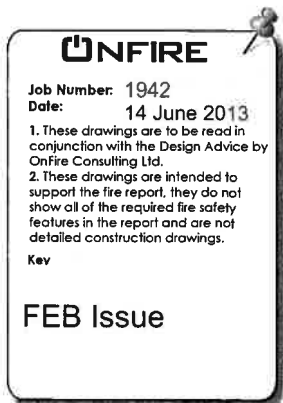 ONFIRE
Job Number: 1942
Date: 14 June 2013
1. These drawings are to be read in
conjunction with the Design Advice by
OnFire Consulting Ltd.
2. These drawings are intended to
support the fire report, they do not
show all of the required fire safety
features in the report and are not
detailed construction drawings.
Key
FEB Issue